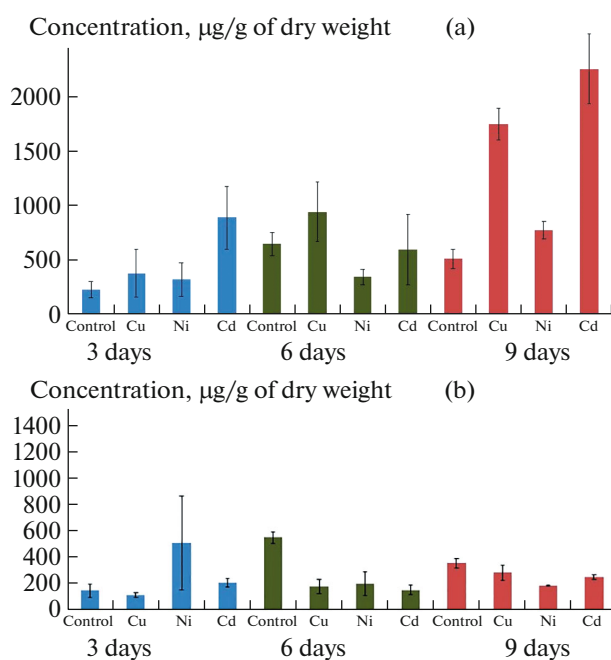 Concentration, μg/g of dry weight (a)
2000
1500
1000
500
0
Control Cu Ni Cd Control Cu Ni Cd Control Cu Ni Cd
3 days 6 days 9 days
Concentration, μg/g of dry weight (b)
1400
1200
1000
800
600
400
200
0
Control Cu Ni Cd Control Cu Ni Cd Control Cu Ni Cd
3 days 6 days 9 days